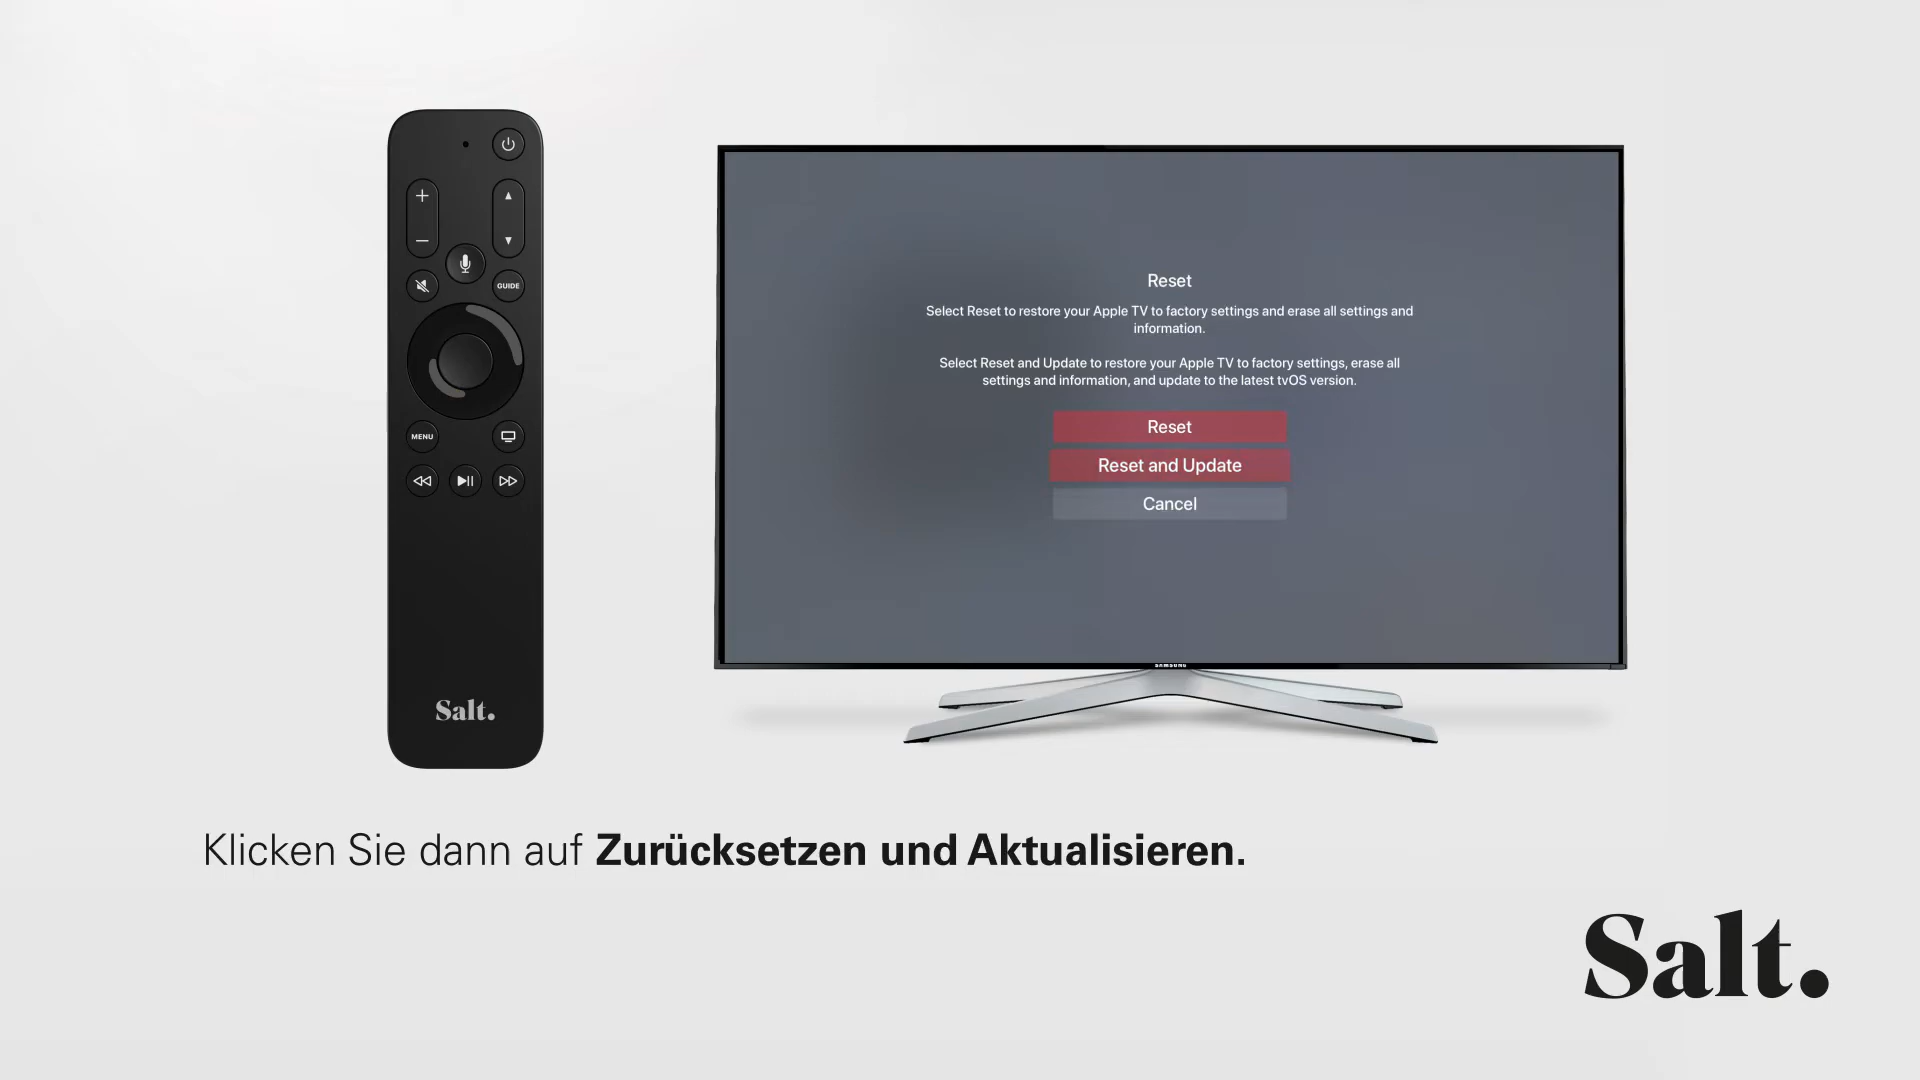 GUIDE
MENU
Salt.
Reset
Select Reset to restore your Apple TV to factory settings and erase all settings and
information.
Select Reset and Update to restore your Apple TV to factory settings, erase all
settings and information, and update to the latest tvOS version.
Reset
Reset and Update
Cancel
SAMSUNG
Klicken Sie dann auf Zurücksetzen und Aktualisieren.
Salt.